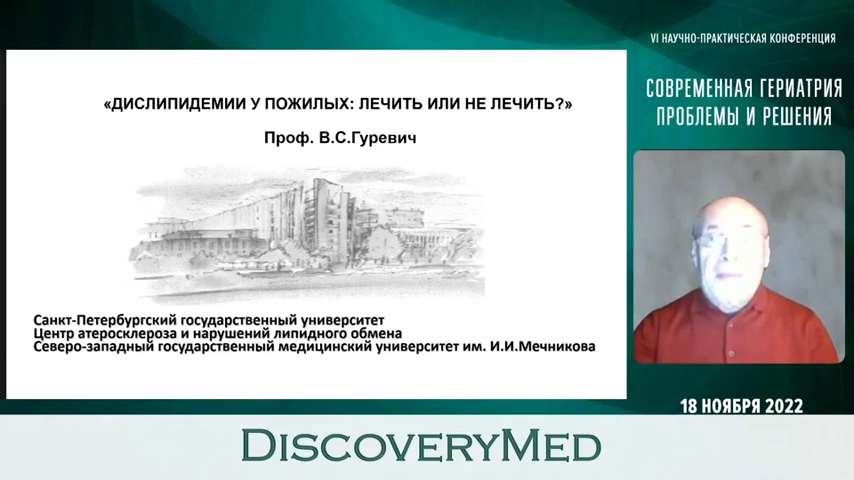 VI НАУЧНО-ПРАКТИЧЕСКАЯ КОНФЕРЕНЦИЯ
СОВРЕМЕННАЯ ГЕРИАТРИЯ
ПРОБЛЕМЫ И РЕШЕНИЯ
«ДИСЛИПИДЕМИИ У ПОЖИЛЫХ: ЛЕЧИТЬ ИЛИ НЕ ЛЕЧИТЬ?»
Проф. В.С.Гуревич
Санкт-Петербургский государственный университет
Центр атеросклероза и нарушений липидного обмена
Северо-западный государственный медицинский университет им. И.И.Мечникова
18 НОЯБРЯ 2022
DISCOVERYMED